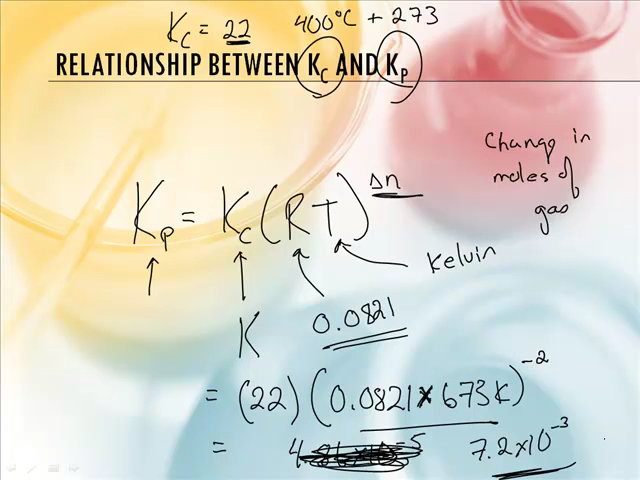 Kc = 22 400°C + 273
RELATIONSHIP BETWEEN Kc AND Kp
Change in
moles of
gas
Kp = Kc (RT)^Δn
Kelvin
K 0.0821
= (22) (0.0821 × 673K)^-2
= 7.2×10^-3